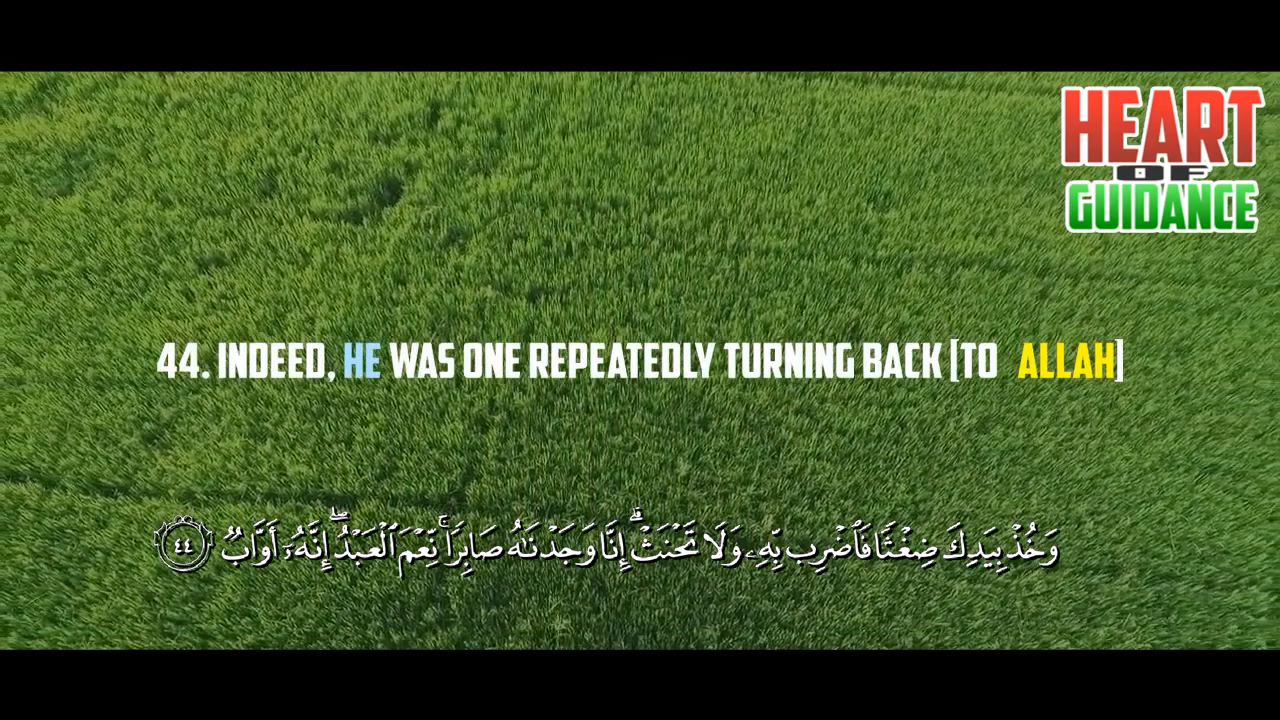 HEART
OF
GUIDANCE
44. INDEED, HE WAS ONE REPEATEDLY TURNING BACK [TO ALLAH]
وَخُذْ بِيَدِكَ ضِغْثًا فَٱضْرِب بِّهِۦ وَلَا تَحْنَثْ ۗ إِنَّا وَجَدْنَـٰهُ صَابِرًا ۚ نِّعْمَ ٱلْعَبْدُ ۖ إِنَّهُۥٓ أَوَّابٌ ٤٤